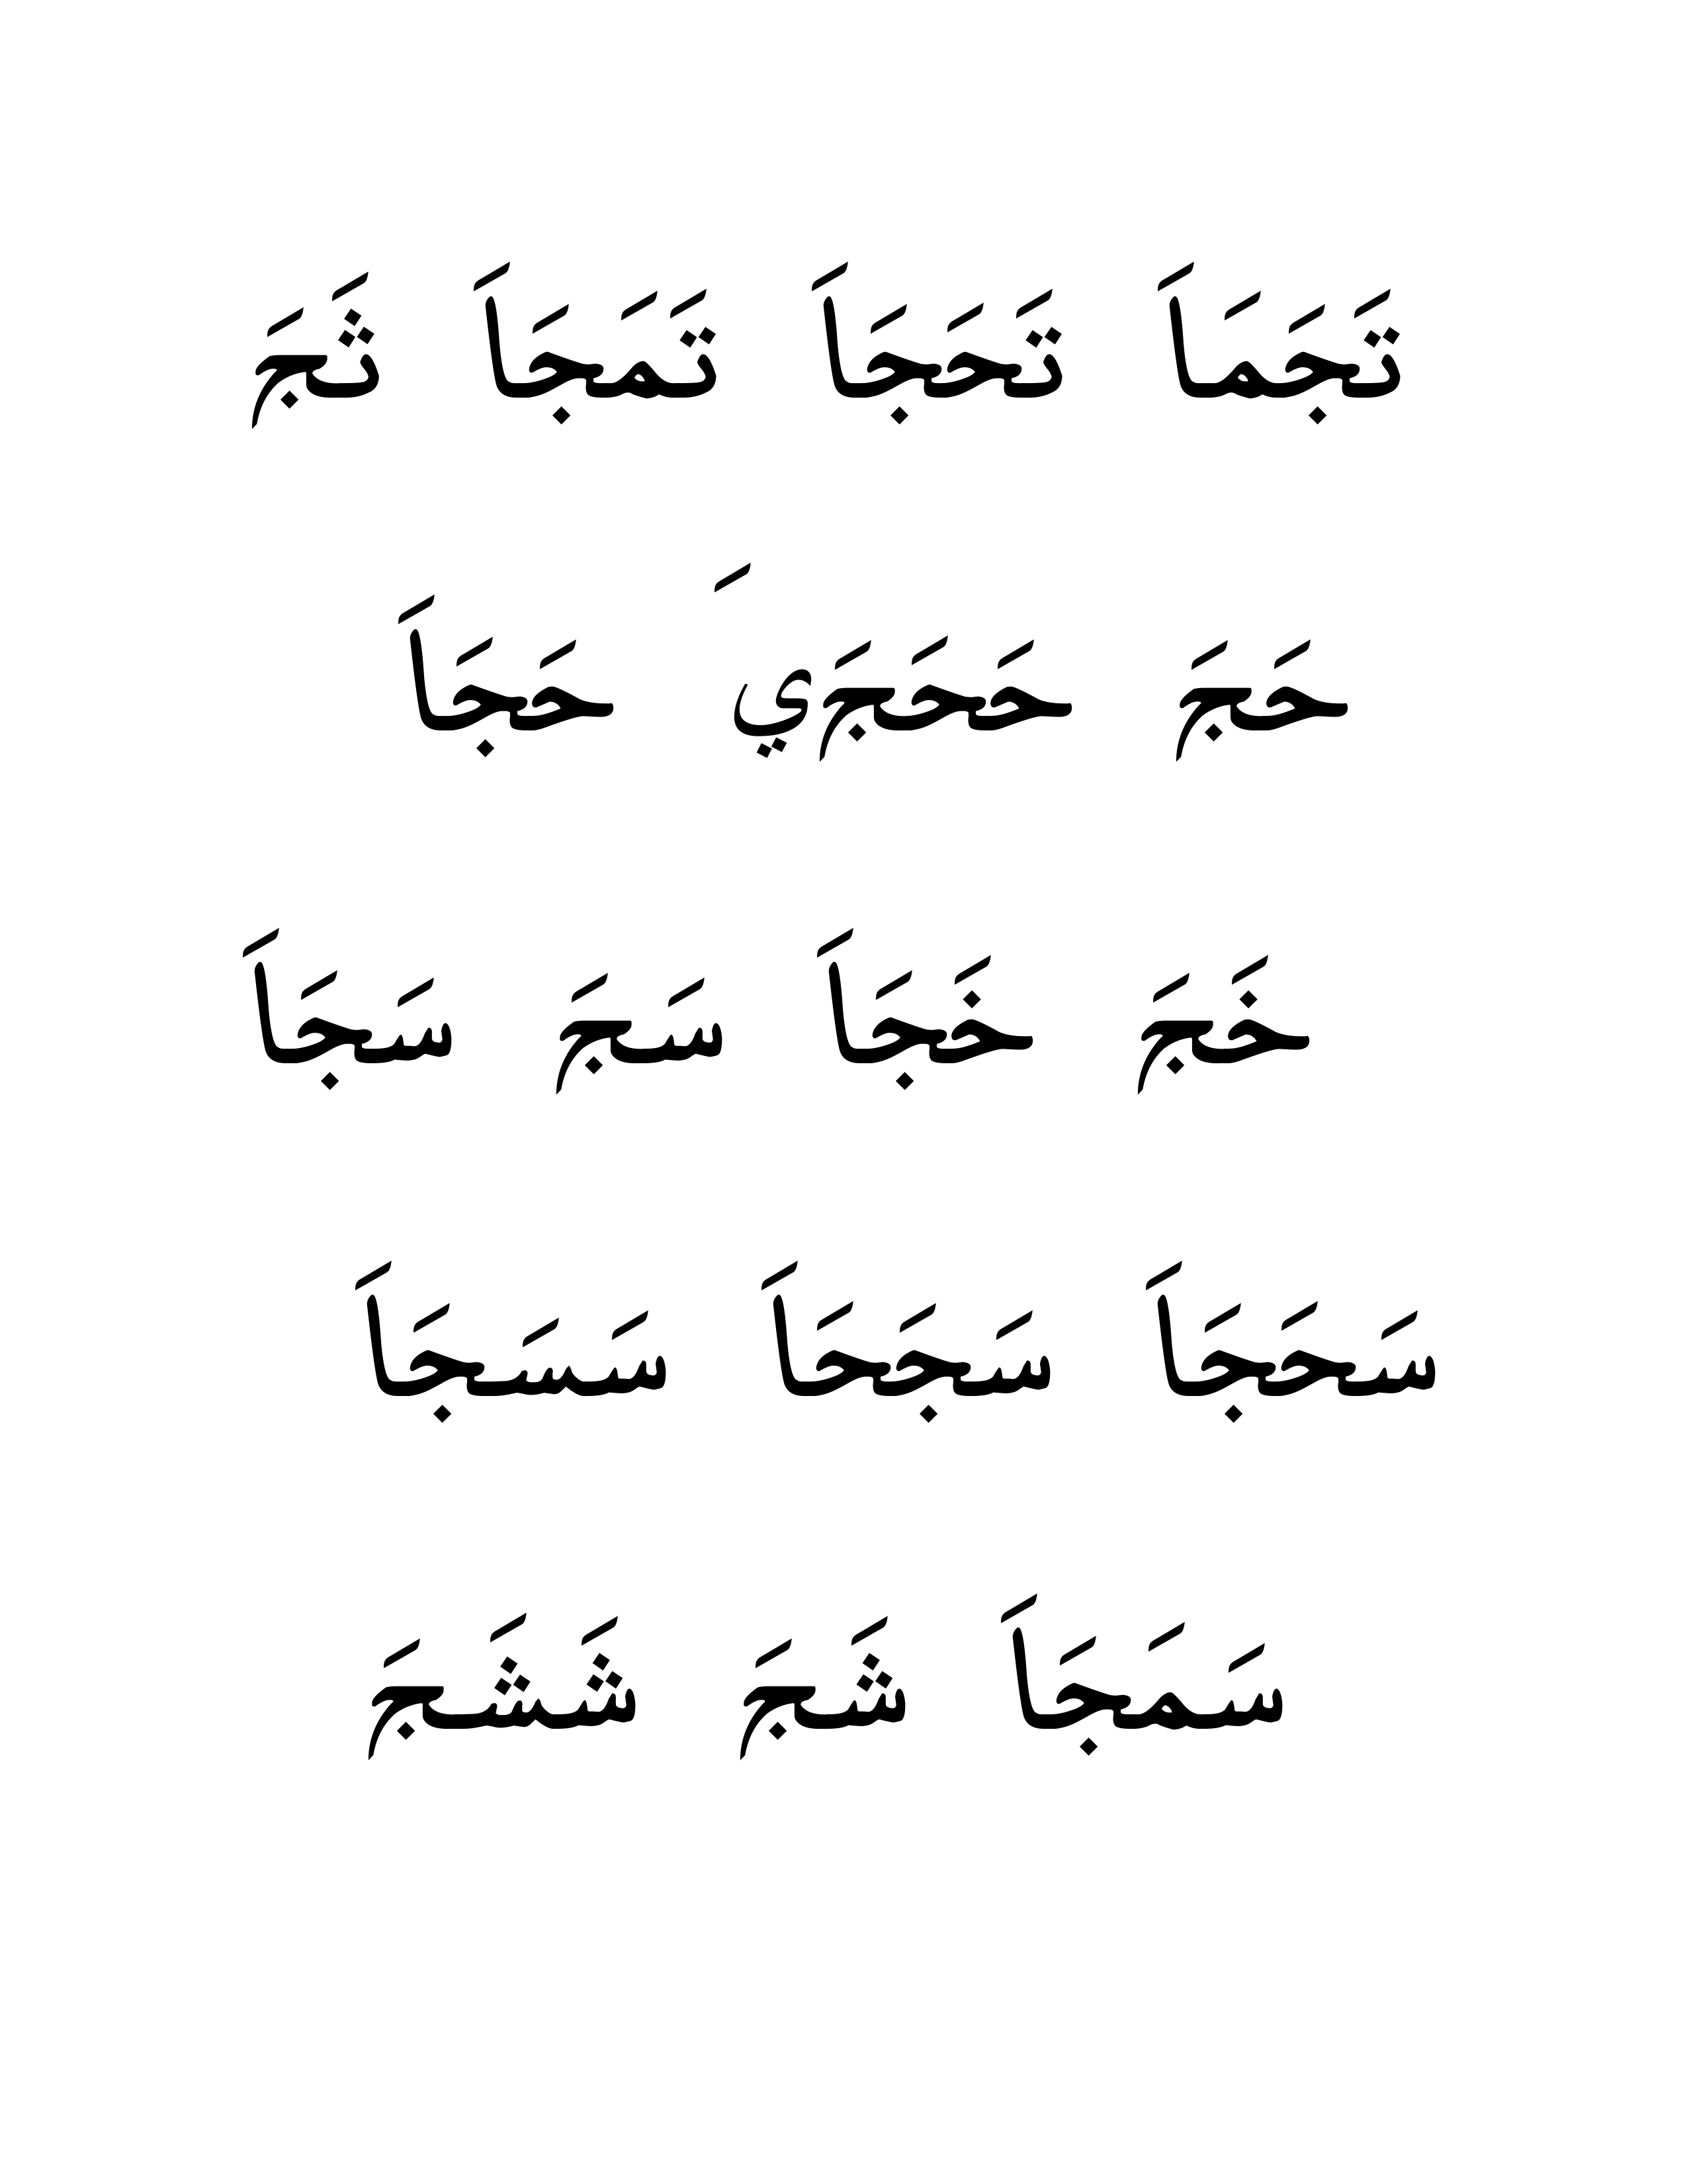 تَجَمَاَ تَحَجَاَ تَمَجَاَ ثَجَ
حَجَ حَحَجَيَ حَجَاَ
خَجَ خَجَاَ سَجَ سَجَاَ
سَحَجَاَ سَجَحَاَ سَسَجَاَ
سَمَجَاَ شَجَ شَشَجَ